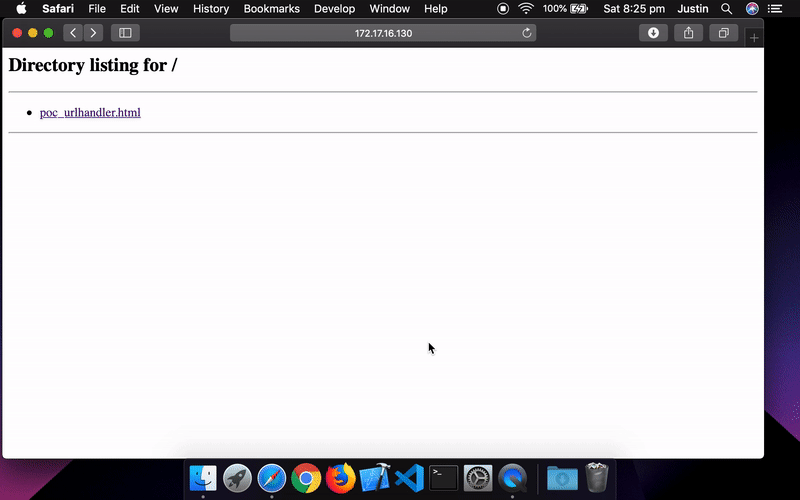 Safari File Edit View History Bookmarks Develop Window Help 100% Sat 8:25 pm Justin
172.17.16.130
Directory listing for /
poc_urlhandler.html
>_